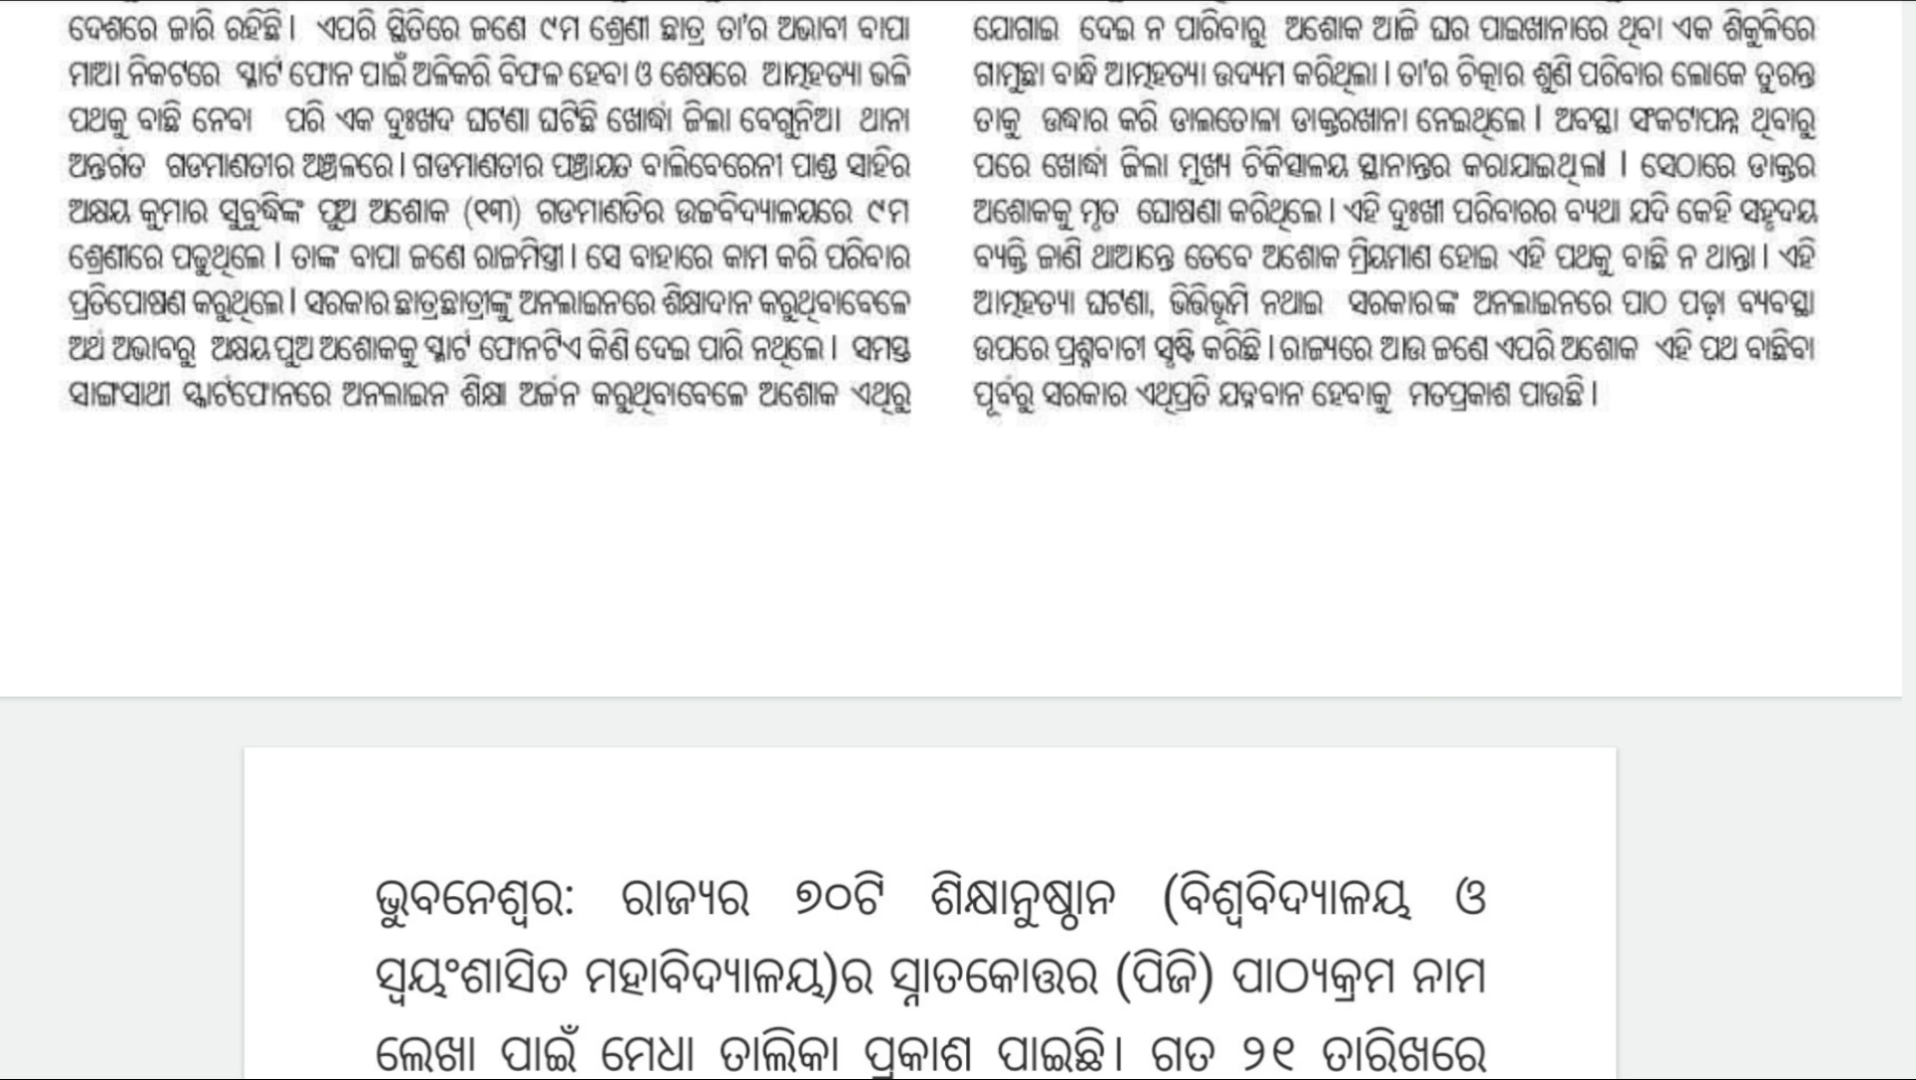 ଦେଶରେ ଜାରି ରହିଛି। ଏପରି ସ୍ଥିତିରେ ଜଣେ ୯ମ ଶ୍ରେଣୀ ଛାତ୍ର ତା'ର ଅଭାବୀ ବାପା
ମାଆ ନିକଟରେ ସ୍ମାର୍ଟ ଫୋନ ପାଇଁ ଅଳିକରି ବିଫଳ ହେବା ଓ ଶେଷରେ ଆତ୍ମହତ୍ୟା ଭଳି
ପଥକୁ ବାଛି ନେବା ପରି ଏକ ଦୁଃଖଦ ଘଟଣା ଘଟିଛି ଖୋର୍ଦ୍ଧା ଜିଲା ବେଗୁନିଆ ଥାନା
ଅନ୍ତର୍ଗତ ଗଡମାଣତୀର ଅଞ୍ଚଳରେ। ଗଡମାଣତୀର ପଞ୍ଚାୟତ ବାଲିବେରେନୀ ପାଣ୍ଡ ସାହିର
ଅକ୍ଷୟ କୁମାର ସୁବୁଦ୍ଧିଙ୍କ ପୁଅ ଅଶୋକ (୧୩) ଗଡମାଣତିର ଉଚ୍ଚବିଦ୍ୟାଳୟରେ ୯ମ
ଶ୍ରେଣୀରେ ପଢୁଥିଲେ। ତାଙ୍କ ବାପା ଜଣେ ରାଜମିସ୍ତ୍ରୀ। ସେ ବାହାରେ କାମ କରି ପରିବାର
ପ୍ରତିପୋଷଣ କରୁଥିଲେ। ସରକାର ଛାତ୍ରଛାତ୍ରୀଙ୍କୁ ଅନଲାଇନରେ ଶିକ୍ଷାଦାନ କରୁଥିବାବେଳେ
ଅର୍ଥ ଅଭାବରୁ ଅକ୍ଷୟ ପୁଅ ଅଶୋକକୁ ସ୍ମାର୍ଟ ଫୋନଟିଏ କିଣି ଦେଇ ପାରି ନଥିଲେ। ସମସ୍ତ
ସାଙ୍ଗସାଥୀ ସ୍ମାର୍ଟଫୋନରେ ଅନଲାଇନ ଶିକ୍ଷା ଅର୍ଜନ କରୁଥିବାବେଳେ ଅଶୋକ ଏଥିରୁ
ଯୋଗାଇ ଦେଇ ନ ପାରିବାରୁ ଅଶୋକ ଆଜି ଘର ପାଇଖାନାରେ ଥିବା ଏକ ଶିକୁଳିରେ
ଗାମୁଛା ବାନ୍ଧି ଆତ୍ମହତ୍ୟା ଉଦ୍ୟମ କରିଥିଲା। ତା'ର ଚିତ୍କାର ଶୁଣି ପରିବାର ଲୋକେ ତୁରନ୍ତ
ତାକୁ ଉଦ୍ଧାର କରି ଡାଲତୋଳା ଡାକ୍ତରଖାନା ନେଇଥିଲେ। ଅବସ୍ଥା ସଂକଟାପନ୍ନ ଥିବାରୁ
ପରେ ଖୋର୍ଦ୍ଧା ଜିଲା ମୁଖ୍ୟ ଚିକିତ୍ସାଳୟ ସ୍ଥାନାନ୍ତର କରାଯାଇଥିଲା। ସେଠାରେ ଡାକ୍ତର
ଅଶୋକକୁ ମୃତ ଘୋଷଣା କରିଥିଲେ। ଏହି ଦୁଃଖୀ ପରିବାରର ବ୍ୟଥା ଯଦି କେହି ସହୃଦୟ
ବ୍ୟକ୍ତି ଜାଣି ଥାଆନ୍ତେ ତେବେ ଅଶୋକ ମ୍ରିୟମାଣ ହୋଇ ଏହି ପଥକୁ ବାଛି ନ ଥାନ୍ତା। ଏହି
ଆତ୍ମହତ୍ୟା ଘଟଣା, ଭିତ୍ତିଭୂମି ନଥାଇ ସରକାରଙ୍କ ଅନଲାଇନରେ ପାଠ ପଢ଼ା ବ୍ୟବସ୍ଥା
ଉପରେ ପ୍ରଶ୍ନବାଚୀ ସୃଷ୍ଟି କରିଛି। ରାଜ୍ୟରେ ଆଉ ଜଣେ ଏପରି ଅଶୋକ ଏହି ପଥ ବାଛିବା
ପୂର୍ବରୁ ସରକାର ଏଥିପ୍ରତି ଯତ୍ନବାନ ହେବାକୁ ମତପ୍ରକାଶ ପାଉଛି।
ଭୁବନେଶ୍ୱର: ରାଜ୍ୟର ୭୦ଟି ଶିକ୍ଷାନୁଷ୍ଠାନ (ବିଶ୍ୱବିଦ୍ୟାଳୟ ଓ
ସ୍ୱୟଂଶାସିତ ମହାବିଦ୍ୟାଳୟ)ର ସ୍ନାତକୋତ୍ତର (ପିଜି) ପାଠ୍ୟକ୍ରମ ନାମ
ଲେଖା ପାଇଁ ମେଧା ତାଲିକା ପ୍ରକାଶ ପାଇଛି। ଗତ ୨୧ ତାରିଖରେ